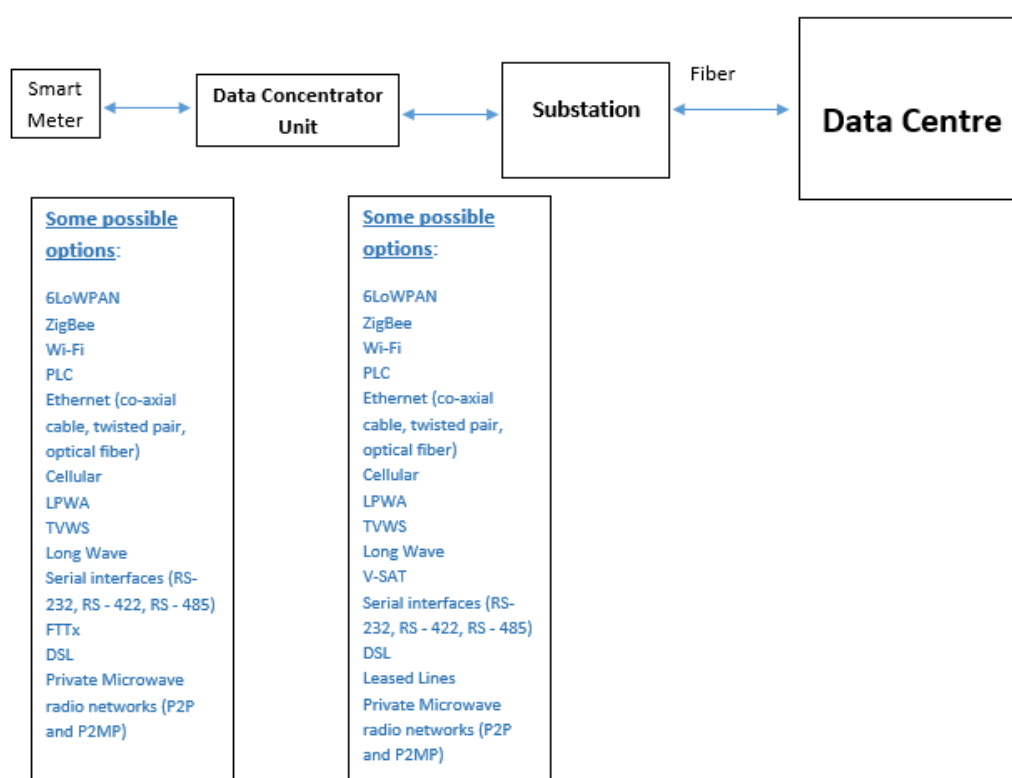 Smart
Meter
Data Concentrator
Unit
Substation
Fiber
Data Centre
Some possible
options:
6LoWPAN
ZigBee
Wi-Fi
PLC
Ethernet (co-axial
cable, twisted pair,
optical fiber)
Cellular
LPWA
TVWS
Long Wave
Serial interfaces (RS-
232, RS - 422, RS - 485)
FTTx
DSL
Private Microwave
radio networks (P2P
and P2MP)
Some possible
options:
6LoWPAN
ZigBee
Wi-Fi
PLC
Ethernet (co-axial
cable, twisted pair,
optical fiber)
Cellular
LPWA
TVWS
Long Wave
V-SAT
Serial interfaces (RS-
232, RS - 422, RS - 485)
DSL
Leased Lines
Private Microwave
radio networks (P2P
and P2MP)